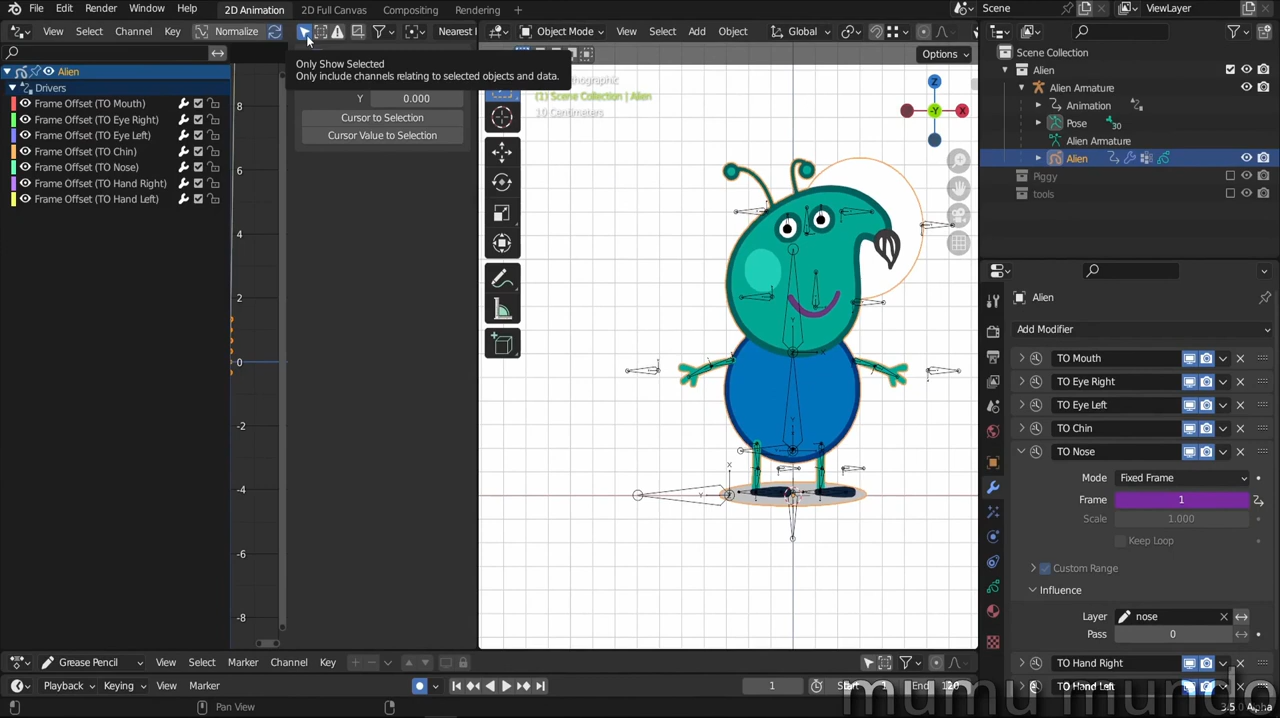 File Edit Render Window Help 2D Animation 2D Full Canvas Compositing Rendering + Scene ViewLayer
View Select Channel Key Normalize Nearest Object Mode View Select Add Object Global
Options
Only Show Selected
Only include channels relating to selected objects and data.
Y 0.000
Cursor to Selection
Cursor Value to Selection
Alien
Drivers
Frame Offset (TO Mouth)
Frame Offset (TO Eye Right)
Frame Offset (TO Eye Left)
Frame Offset (TO Chin)
Frame Offset (TO Nose)
Frame Offset (TO Hand Right)
Frame Offset (TO Hand Left)
8
6
2
0
-2
-4
-6
-8
(1) Scene Collection | Alien
10 Centimeters
Z
-Y
X
Scene Collection
Alien
Alien Armature
Animation
Pose 30
Alien Armature
Alien
Piggy
tools
Alien
Add Modifier
TO Mouth
TO Eye Right
TO Eye Left
TO Chin
TO Nose
Mode Fixed Frame
Frame 1
Scale 1.000
Keep Loop
Custom Range
Influence
Layer nose
Pass 0
TO Hand Right
TO Hand Left
Grease Pencil View Marker Channel Key
Playback Keying View Marker 1 Start 1 End 120
Pan View 3.5.0 Alpha
mumu mundo